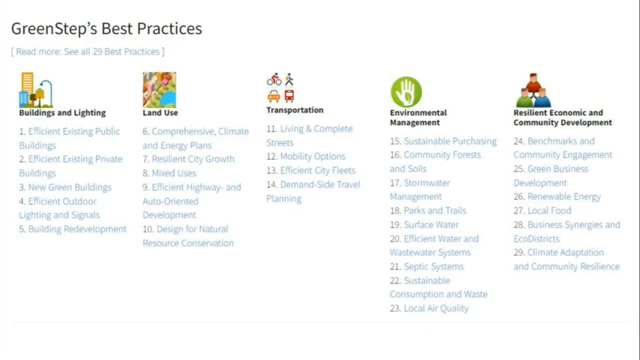 GreenStep's Best Practices
[ Read more: See all 29 Best Practices ]
Buildings and Lighting
1. Efficient Existing Public
Buildings
2. Efficient Existing Private
Buildings
3. New Green Buildings
4. Efficient Outdoor
Lighting and Signals
5. Building Redevelopment
Land Use
6. Comprehensive, Climate
and Energy Plans
7. Resilient City Growth
8. Mixed Uses
9. Efficient Highway- and
Auto-Oriented
Development
10. Design for Natural
Resource Conservation
Transportation
11. Living & Complete
Streets
12. Mobility Options
13. Efficient City Fleets
14. Demand-Side Travel
Planning
Environmental
Management
15. Sustainable Purchasing
16. Community Forests
and Soils
17. Stormwater
Management
18. Parks and Trails
19. Surface Water
20. Efficient Water and
Wastewater Systems
21. Septic Systems
22. Sustainable
Consumption and Waste
23. Local Air Quality
Resilient Economic and
Community Development
24. Benchmarks and
Community Engagement
25. Green Business
Development
26. Renewable Energy
27. Local Food
28. Business Synergies and
EcoDistricts
29. Climate Adaptation
and Community Resilience